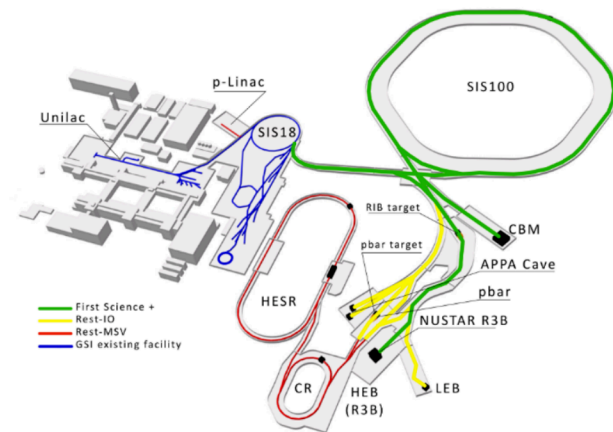 p-Linac
SIS100
Unilac
SIS18
RIB target
CBM
pbar target
APPA Cave
HESR
pbar
First Science +
Rest-IO
Rest-MSV
GSI existing facility
NUSTAR R3B
CR
HEB
(R3B)
LEB